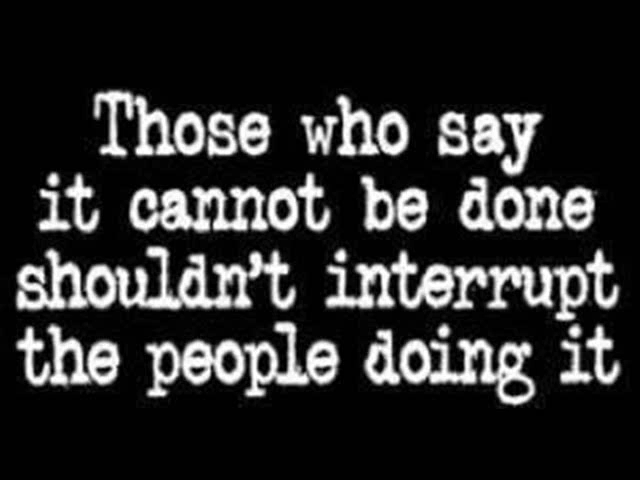 Those who say
it cannot be done
shouldn't interrupt
the people doing it